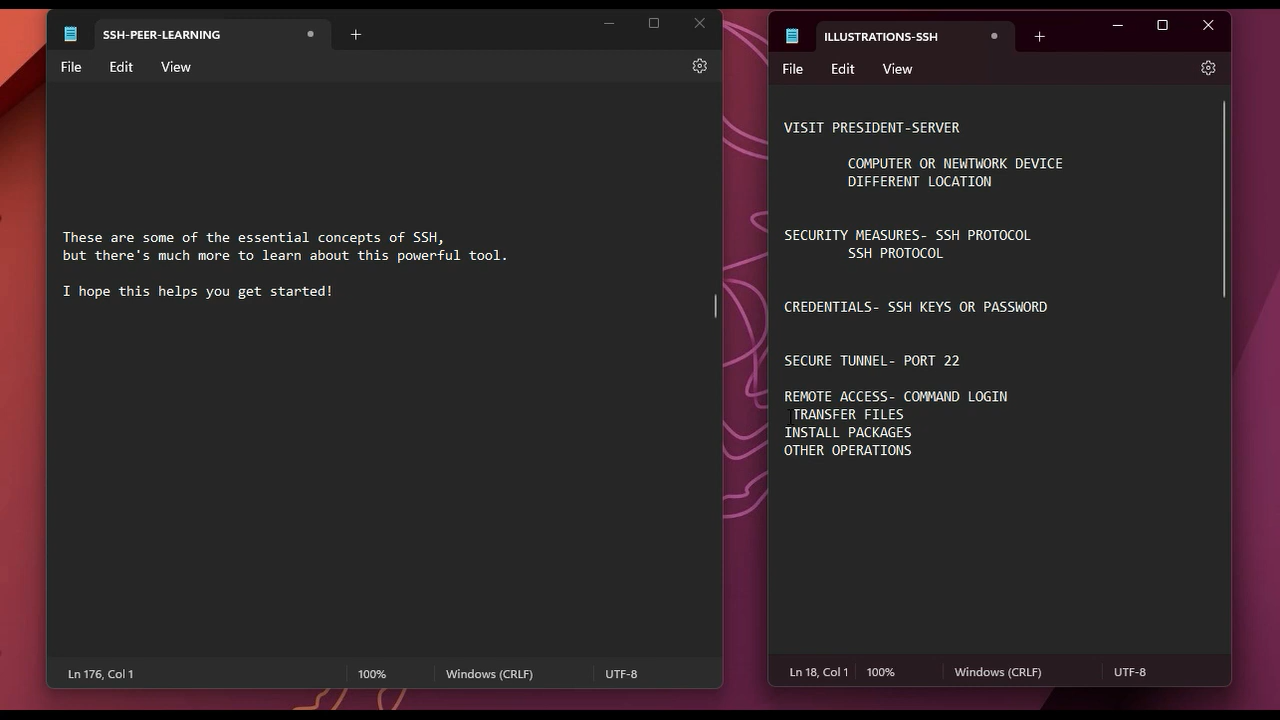 SSH-PEER-LEARNING
File Edit View
These are some of the essential concepts of SSH,
but there's much more to learn about this powerful tool.
I hope this helps you get started!
Ln 176, Col 1 100% Windows (CRLF) UTF-8
ILLUSTRATIONS-SSH
File Edit View
VISIT PRESIDENT-SERVER
COMPUTER OR NEWTWORK DEVICE
DIFFERENT LOCATION
SECURITY MEASURES- SSH PROTOCOL
SSH PROTOCOL
CREDENTIALS- SSH KEYS OR PASSWORD
SECURE TUNNEL- PORT 22
REMOTE ACCESS- COMMAND LOGIN
TRANSFER FILES
INSTALL PACKAGES
OTHER OPERATIONS
Ln 18, Col 1 100% Windows (CRLF) UTF-8